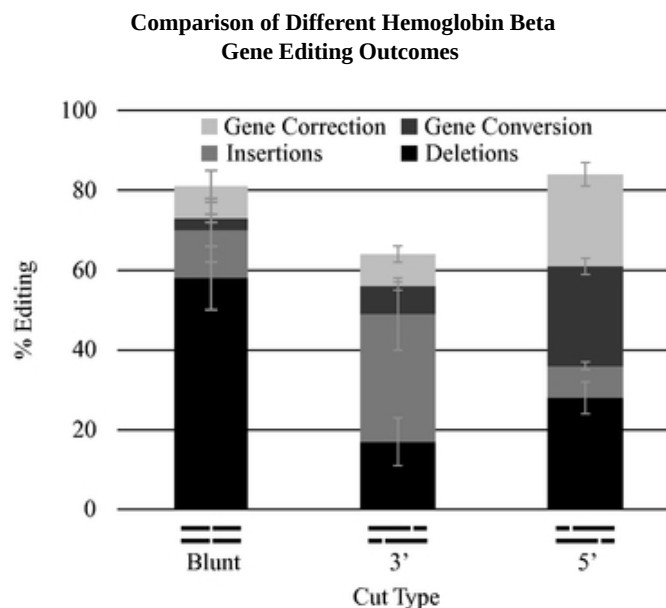 Comparison of Different Hemoglobin Beta
Gene Editing Outcomes
100
Gene Correction Gene Conversion
Insertions Deletions
80
60
40
20
0
% Editing
Blunt 3’ 5’
Cut Type